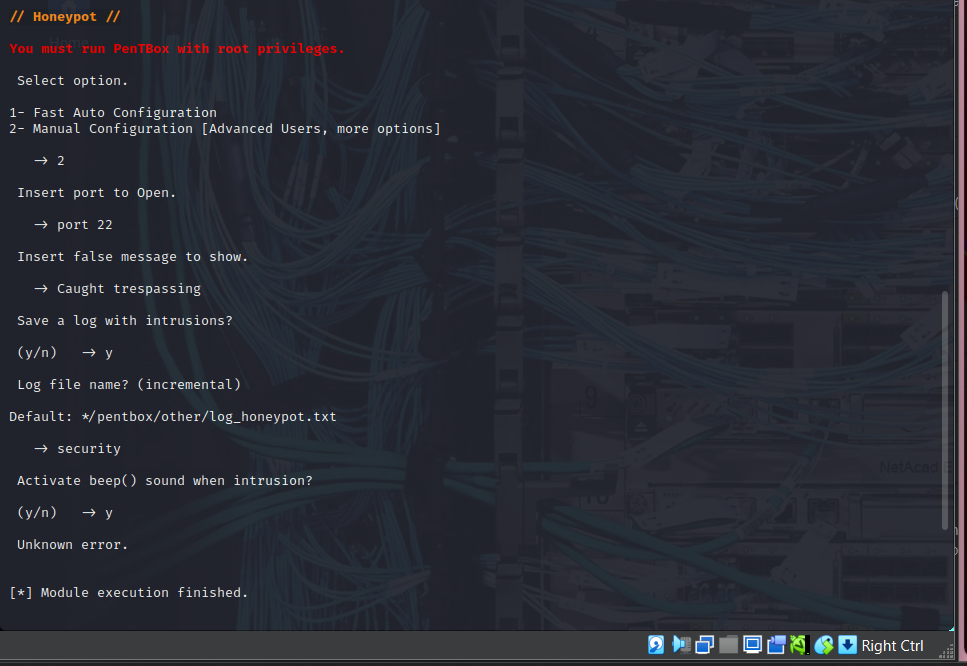 // Honeypot //
You must run PenTBox with root privileges.
Select option.
1- Fast Auto Configuration
2- Manual Configuration [Advanced Users, more options]
→ 2
Insert port to Open.
→ port 22
Insert false message to show.
→ Caught trespassing
Save a log with intrusions?
(y/n) → y
Log file name? (incremental)
Default: */pentbox/other/log_honeypot.txt
→ security
Activate beep() sound when intrusion?
(y/n) → y
Unknown error.
[*] Module execution finished.
Right Ctrl